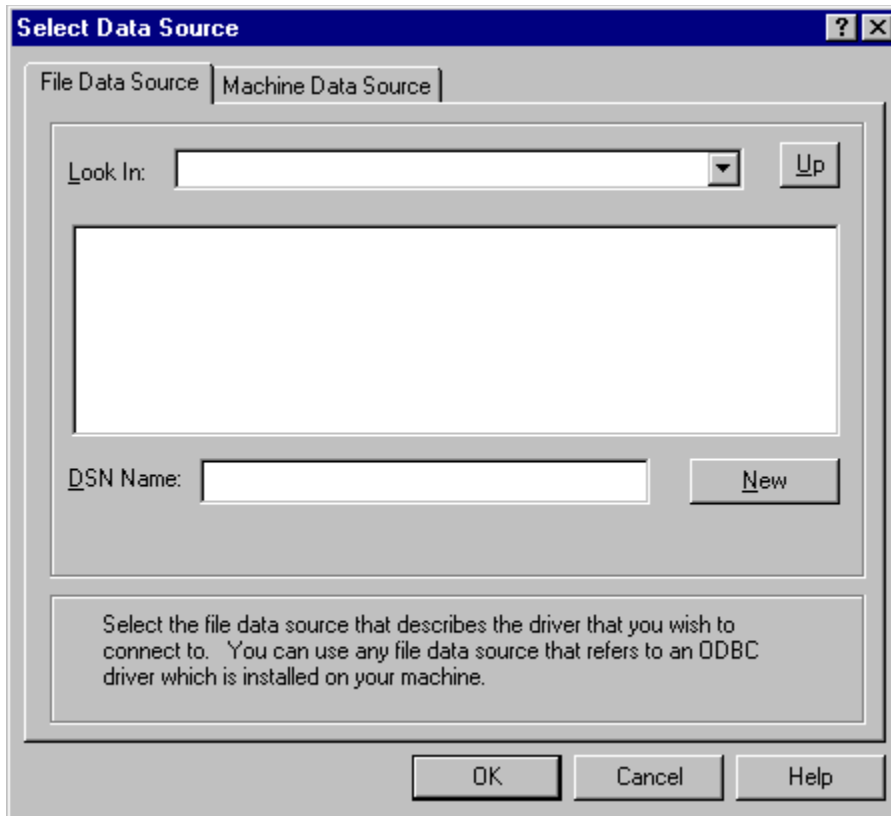 Select Data Source
File Data Source
Machine Data Source
Look In:
Up
DSN Name:
New
Select the file data source that describes the driver that you wish to
connect to.   You can use any file data source that refers to an ODBC
driver which is installed on your machine.
OK
Cancel
Help